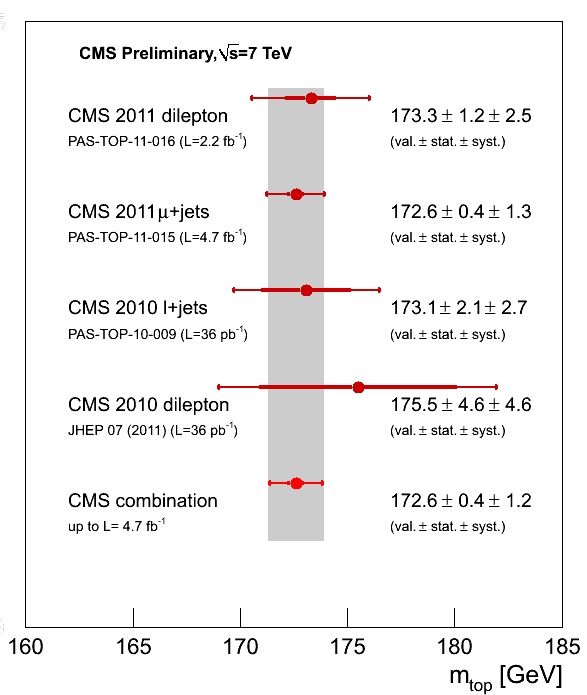 CMS Preliminary, √s=7 TeV
CMS 2011 dilepton 173.3 ± 1.2 ± 2.5
PAS-TOP-11-016 (L=2.2 fb⁻¹) (val. ± stat. ± syst.)
CMS 2011 μ+jets 172.6 ± 0.4 ± 1.3
PAS-TOP-11-015 (L=4.7 fb⁻¹) (val. ± stat. ± syst.)
CMS 2010 l+jets 173.1 ± 2.1 ± 2.7
PAS-TOP-10-009 (L=36 pb⁻¹) (val. ± stat. ± syst.)
CMS 2010 dilepton 175.5 ± 4.6 ± 4.6
JHEP 07 (2011) (L=36 pb⁻¹) (val. ± stat. ± syst.)
CMS combination 172.6 ± 0.4 ± 1.2
up to L= 4.7 fb⁻¹ (val. ± stat. ± syst.)
160 165 170 175 180 185
m_top [GeV]